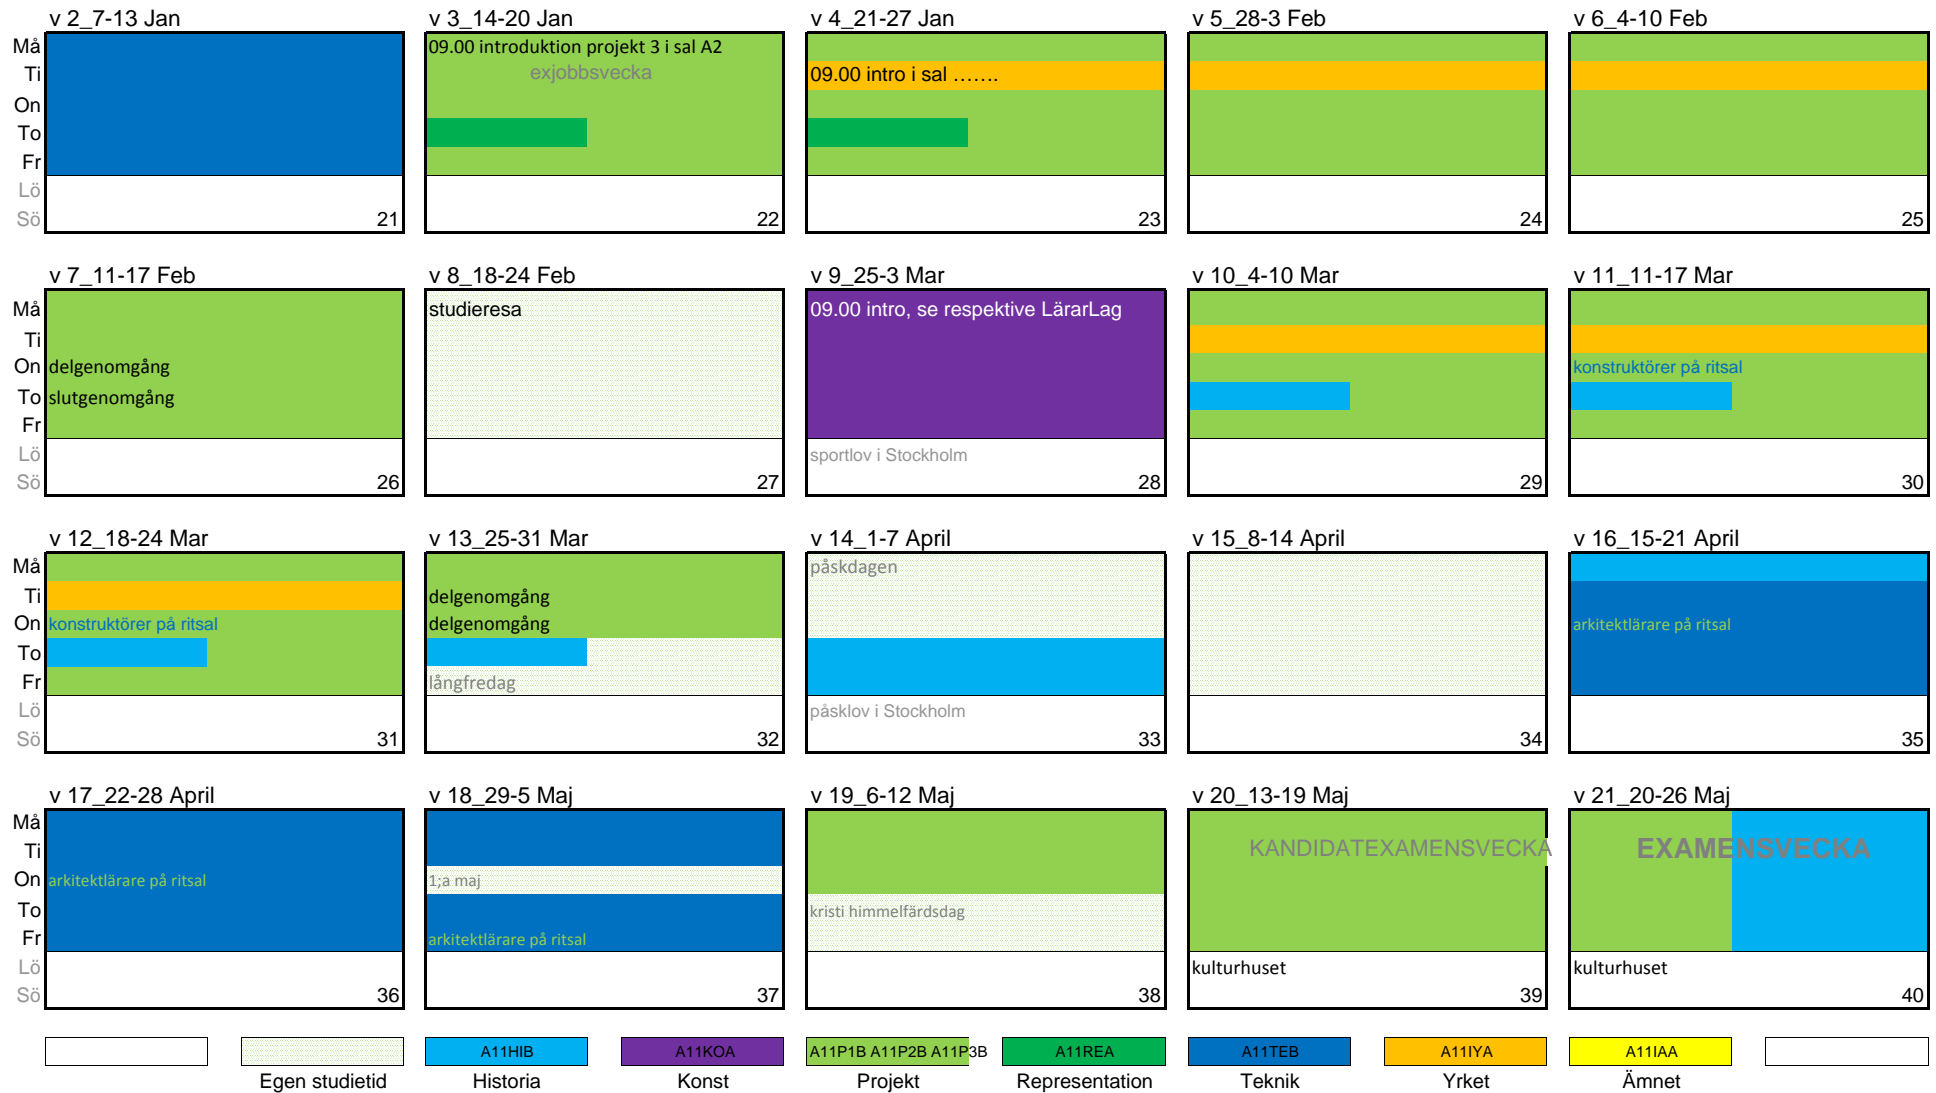 v 2_7-13 Jan
v 3_14-20 Jan
v 4_21-27 Jan
v 5_28-3 Feb
v 6_4-10 Feb
Må
09.00 introduktion projekt 3 i sal A2
Ti
exjobbsvecka
09.00 intro i sal …….
On
To
Fr
Lö
Sö
21
22
23
24
25
v 7_11-17 Feb
v 8_18-24 Feb
v 9_25-3 Mar
v 10_4-10 Mar
v 11_11-17 Mar
Må
studieresa
09.00 intro, se respektive LärarLag
Ti
On
delgenomgång
konstruktörer på ritsal
To
slutgenomgång
Fr
Lö
sportlov i Stockholm
Sö
26
27
28
29
30
v 12_18-24 Mar
v 13_25-31 Mar
v 14_1-7 April
v 15_8-14 April
v 16_15-21 April
Må
påskdagen
Ti
delgenomgång
On
konstruktörer på ritsal
delgenomgång
arkitektlärare på ritsal
To
Fr
långfredag
Lö
påsklov i Stockholm
Sö
31
32
33
34
35
v 17_22-28 April
v 18_29-5 Maj
v 19_6-12 Maj
v 20_13-19 Maj
v 21_20-26 Maj
Må
Ti
KANDIDATEXAMENSVECKA
EXAMENSVECKA
On
arkitektlärare på ritsal
1;a maj
To
kristi himmelfärdsdag
Fr
arkitektlärare på ritsal
Lö
kulturhuset
kulturhuset
Sö
36
37
38
39
40
A11HIB
A11KOA
A11P1B A11P2B A11P3B
A11REA
A11TEB
A11IYA
A11IAA
Egen studietid
Historia
Konst
Projekt
Representation
Teknik
Yrket
Ämnet